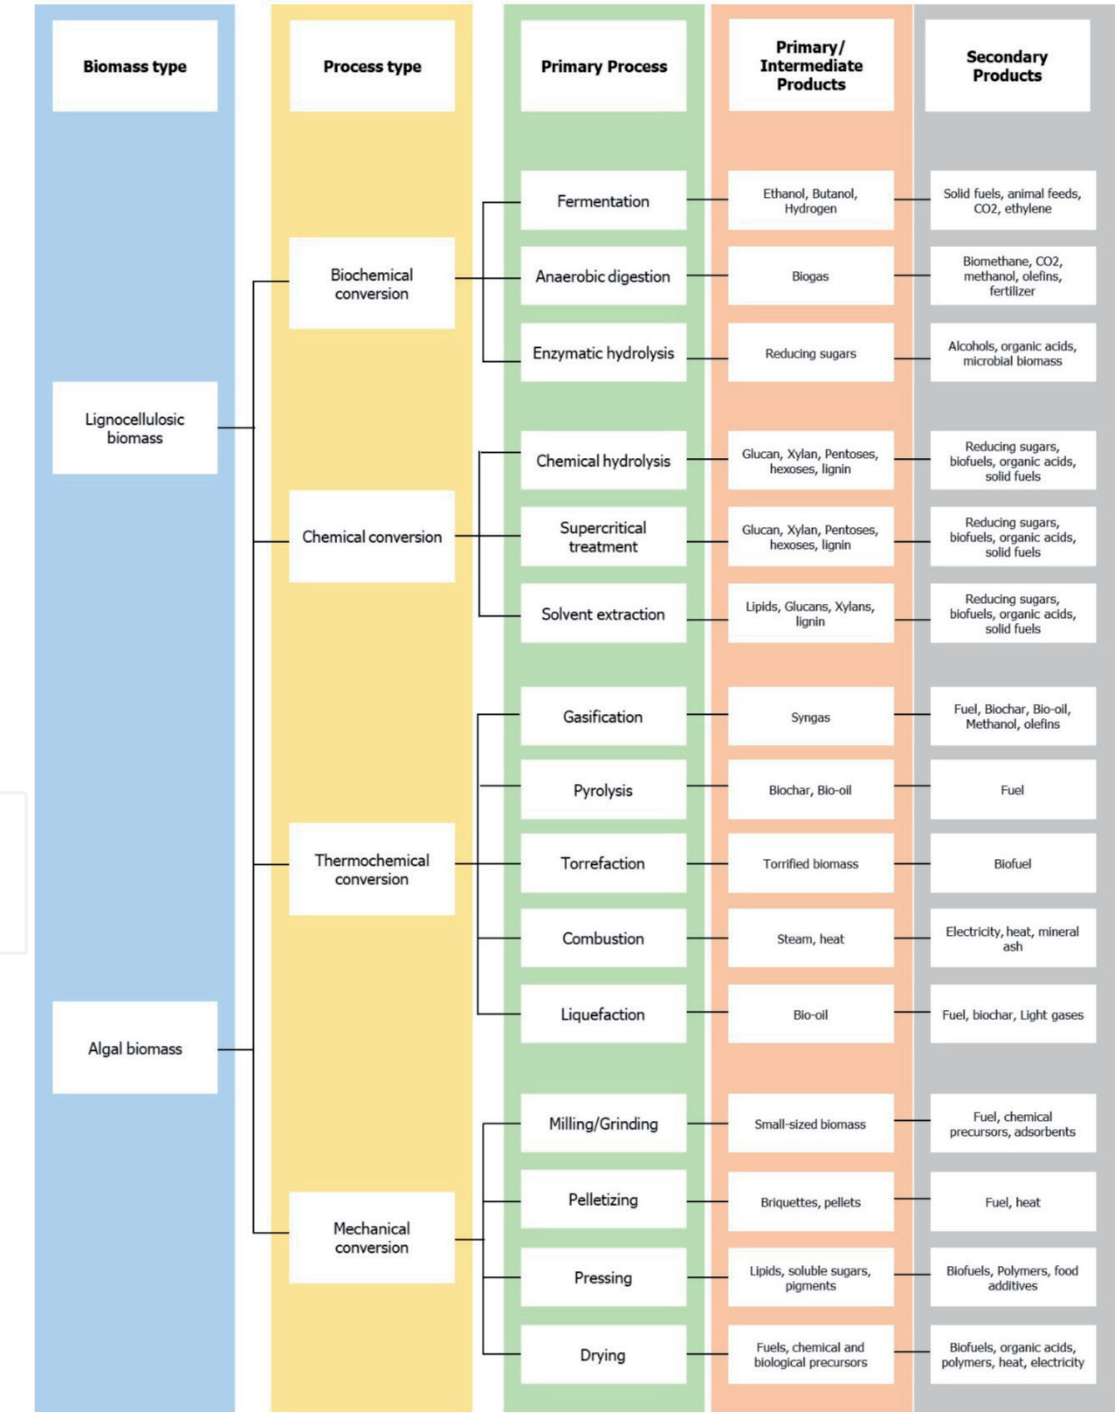 Biomass type
Process type
Primary Process
Primary/
Intermediate
Products
Secondary
Products
Lignocellulosic
biomass
Algal biomass
Biochemical
conversion
Fermentation
Ethanol, Butanol,
Hydrogen
Solid fuels, animal feeds,
CO2, ethylene
Anaerobic digestion
Biogas
Biomethane, CO2,
methanol, olefins,
fertilizer
Enzymatic hydrolysis
Reducing sugars
Alcohols, organic acids,
microbial biomass
Chemical conversion
Chemical hydrolysis
Glucan, Xylan, Pentoses,
hexoses, lignin
Reducing sugars,
biofuels, organic acids,
solid fuels
Supercritical
treatment
Glucan, Xylan, Pentoses,
hexoses, lignin
Reducing sugars,
biofuels, organic acids,
solid fuels
Solvent extraction
Lipids, Glucans, Xylans,
lignin
Reducing sugars,
biofuels, organic acids,
solid fuels
Thermochemical
conversion
Gasification
Syngas
Fuel, Biochar, Bio-oil,
Methanol, olefins
Pyrolysis
Biochar, Bio-oil
Fuel
Torrefaction
Torrified biomass
Biofuel
Combustion
Steam, heat
Electricity, heat, mineral
ash
Liquefaction
Bio-oil
Fuel, biochar, Light gases
Mechanical
conversion
Milling/Grinding
Small-sized biomass
Fuel, chemical
precursors, adsorbents
Pelletizing
Briquettes, pellets
Fuel, heat
Pressing
Lipids, soluble sugars,
pigments
Biofuels, Polymers, food
additives
Drying
Fuels, chemical and
biological precursors
Biofuels, organic acids,
polymers, heat, electricity